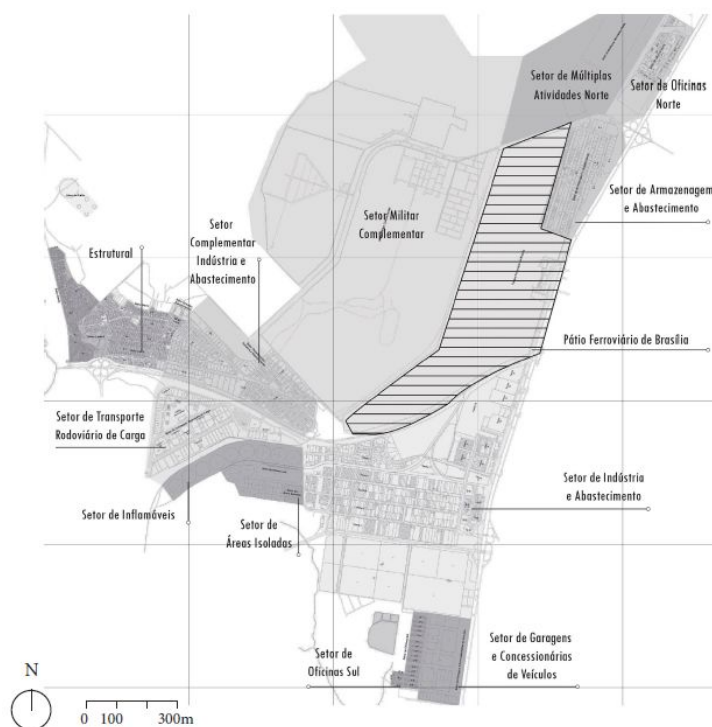 Setor de Múltiplas
Atividades Norte
Setor de Oficinas
Norte
Setor de Armazenagem
e Abastecimento
Setor Militar
Complementar
Setor
Complementar
Indústria e
Abastecimento
Estrutural
Pátio Ferroviário de Brasília
Setor de Transporte
Rodoviário de Carga
Setor de Indústria
e Abastecimento
Setor de Inflamáveis
Setor de
Áreas Isoladas
Setor de Garagens
e Concessionárias
de Veículos
Setor de
Oficinas Sul
N
0 100 300m